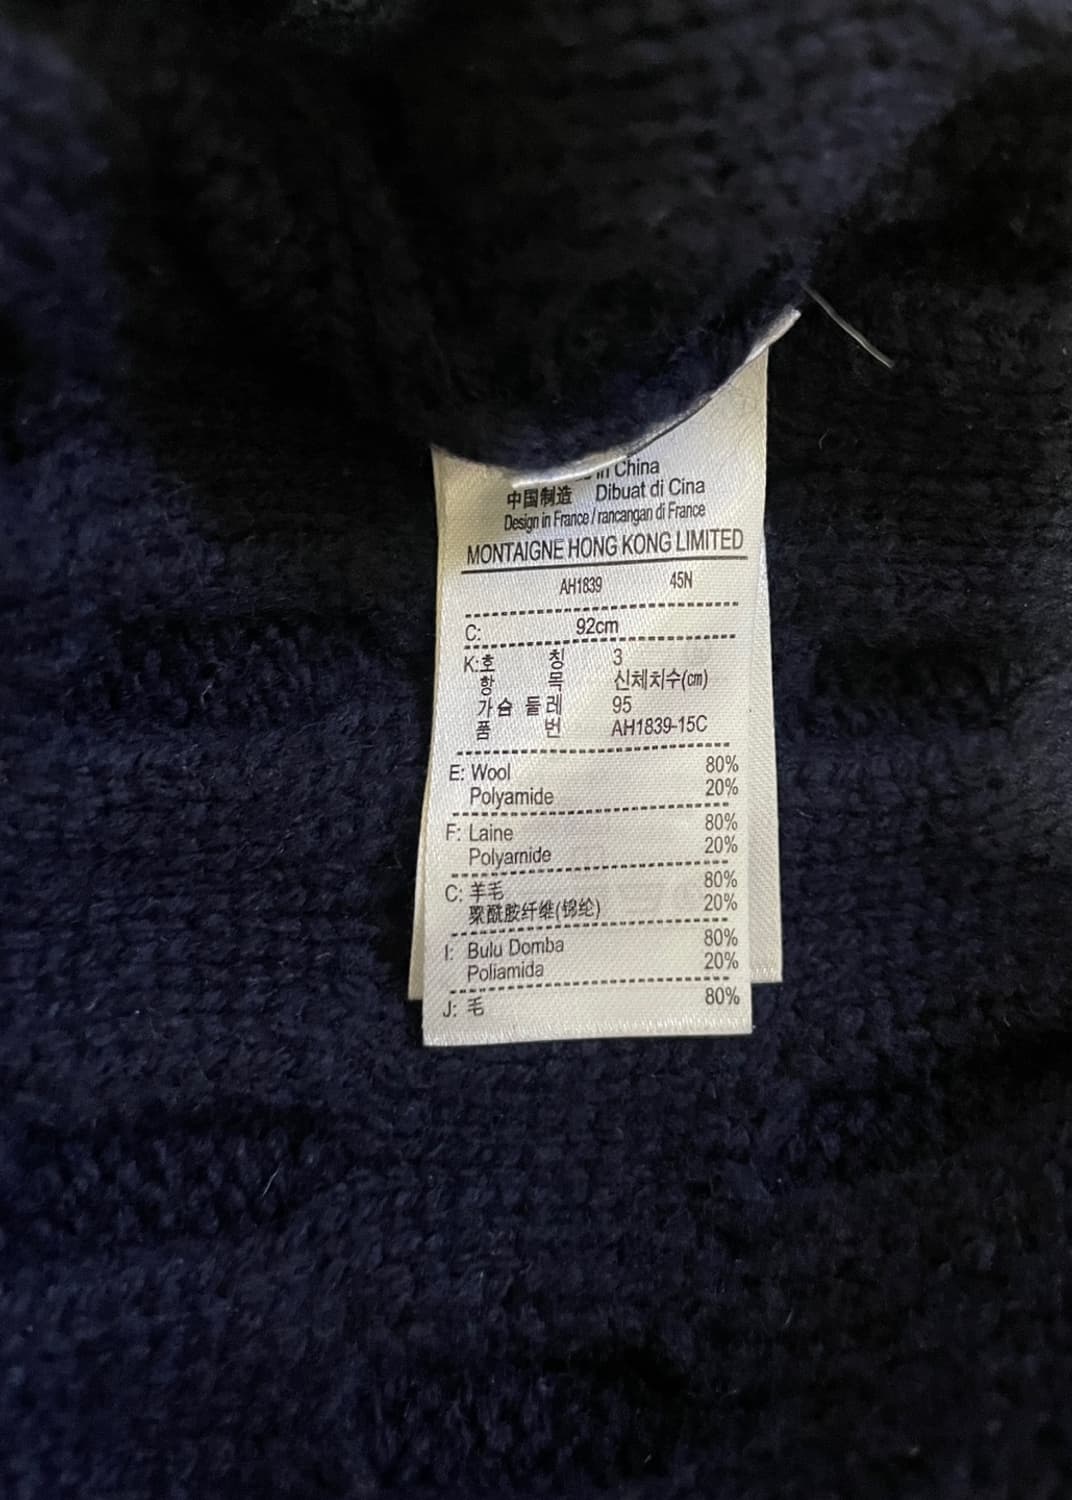 in China
中国制造 Dibuat di Cina
Design in France / rancangan di France
MONTAIGNE HONG KONG LIMITED
AH1839 45N
C: 92cm
K:호 칭 3
항 목 신체치수(cm)
가슴 둘레 95
품 번 AH1839-15C
E: Wool 80%
Polyamide 20%
F: Laine 80%
Polyamide 20%
C: 羊毛 80%
聚酰胺纤维(锦纶) 20%
I: Bulu Domba 80%
Poliamida 20%
J: 毛 80%